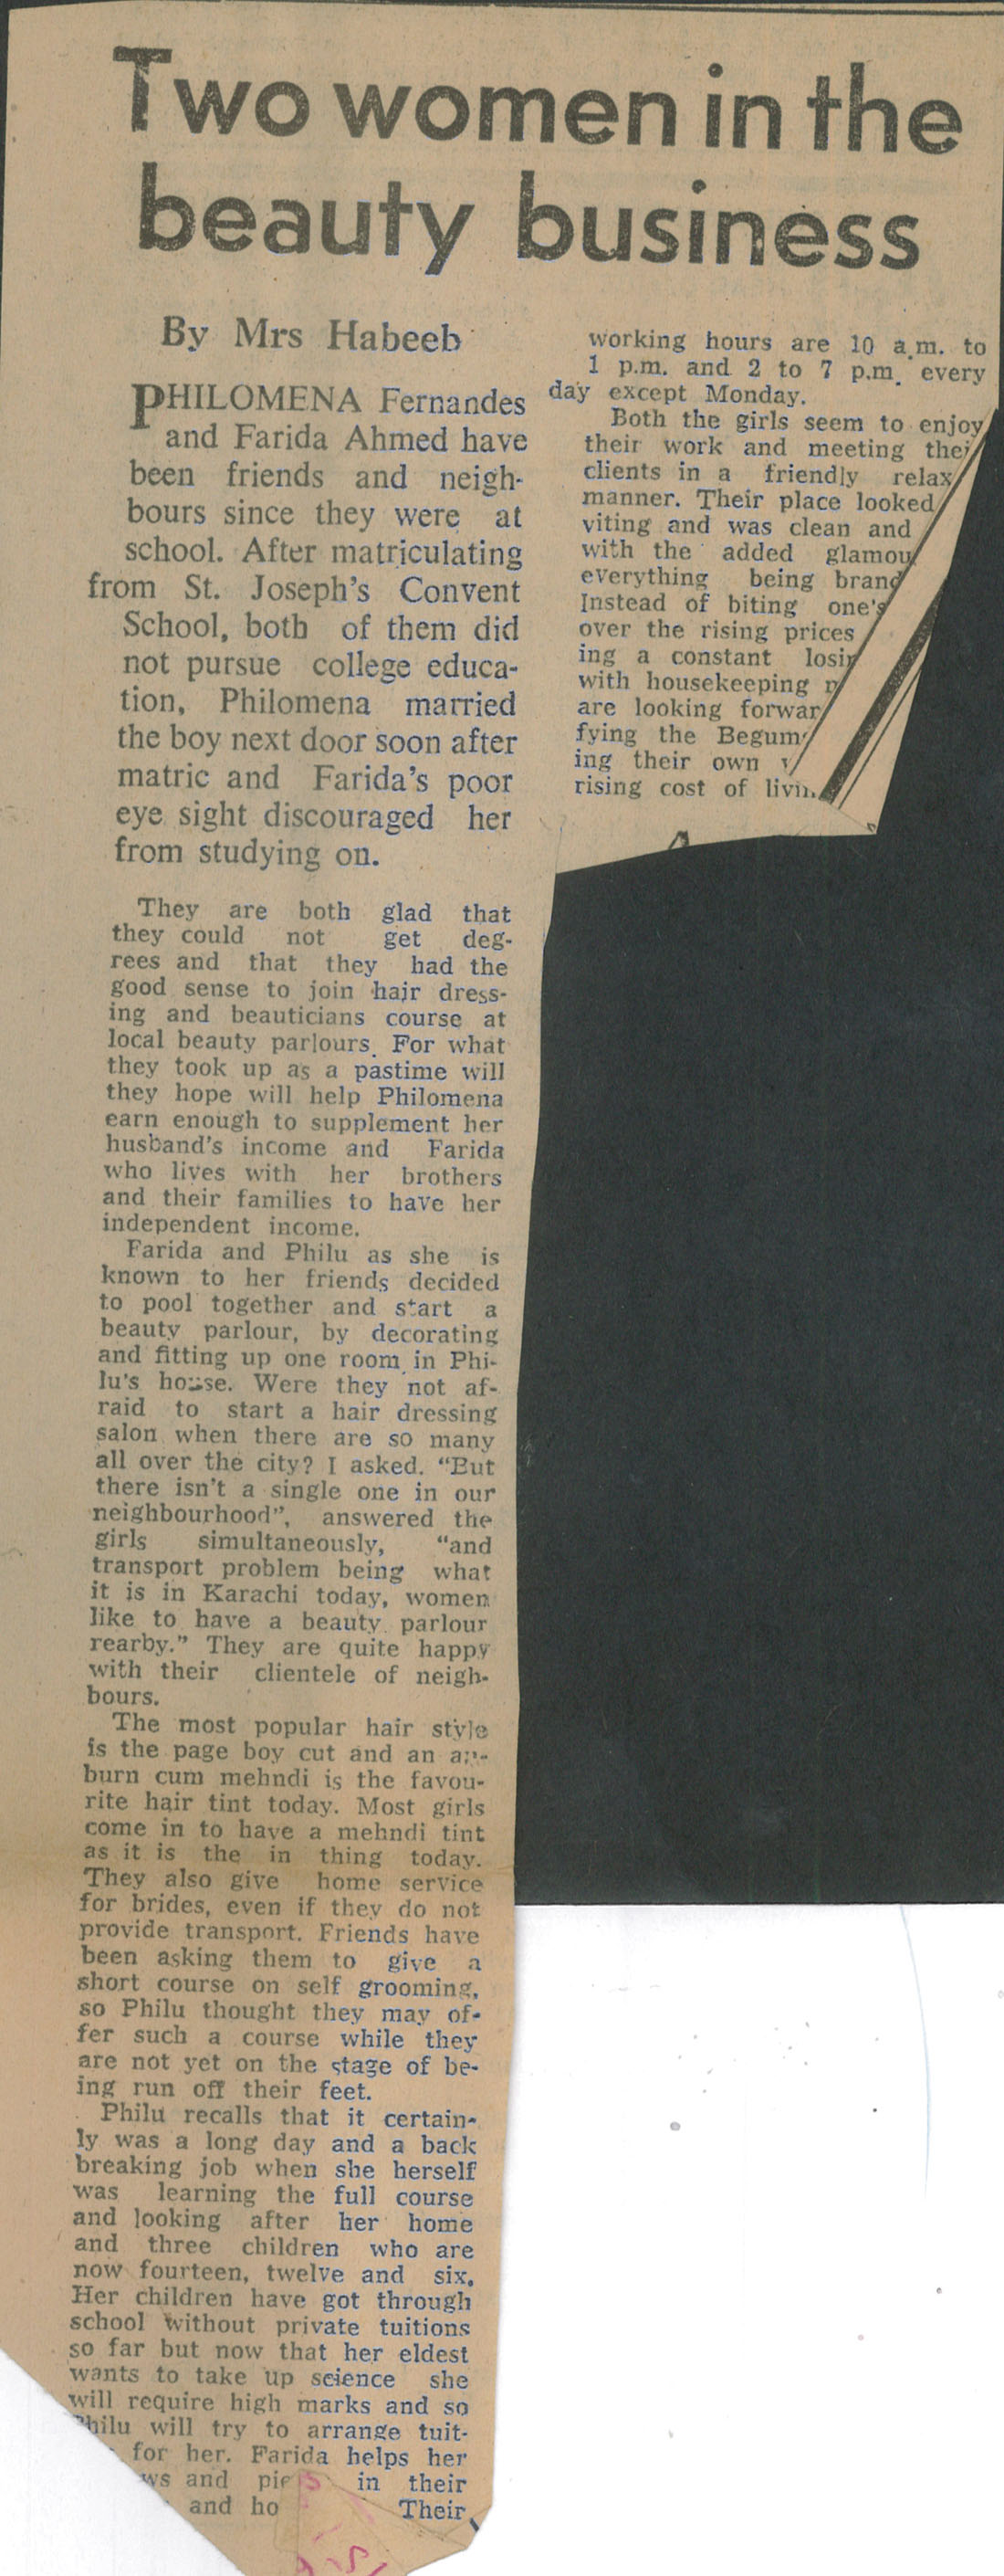 Two women in the
beauty business
By Mrs Habeeb
PHILOMENA Fernandes
and Farida Ahmed have
been friends and neigh-
bours since they were at
school. After matriculating
from St. Joseph's Convent
School, both of them did
not pursue college educa-
tion, Philomena married
the boy next door soon after
matric and Farida's poor
eye sight discouraged her
from studying on.
They are both glad that
they could not get deg-
rees and that they had the
good sense to join hair dress-
ing and beauticians course at
local beauty parlours. For what
they took up as a pastime will
they hope will help Philomena
earn enough to supplement her
husband's income and Farida
who lives with her brothers
and their families to have her
independent income.
Farida and Philu as she is
known to her friends decided
to pool together and start a
beauty parlour, by decorating
and fitting up one room in Phi-
lu's house. Were they not af-
raid to start a hair dressing
salon when there are so many
all over the city? I asked. "But
there isn't a single one in our
neighbourhood", answered the
girls simultaneously, "and
transport problem being what
it is in Karachi today, women
like to have a beauty parlour
rearby." They are quite happy
with their clientele of neigh-
bours.
The most popular hair style
is the page boy cut and an au-
burn cum mehndi is the favou-
rite hair tint today. Most girls
come in to have a mehndi tint
as it is the in thing today.
They also give home service
for brides, even if they do not
provide transport. Friends have
been asking them to give a
short course on self grooming,
so Philu thought they may of-
fer such a course while they
are not yet on the stage of be-
ing run off their feet.
Philu recalls that it certain-
ly was a long day and a back
breaking job when she herself
was learning the full course
and looking after her home
and three children who are
now fourteen, twelve and six.
Her children have got through
school without private tuitions
so far but now that her eldest
wants to take up science she
will require high marks and so
Philu will try to arrange tuit-
for her. Farida helps her
ws and pie in their
and ho Their
working hours are 10 a.m. to
1 p.m. and 2 to 7 p.m. every
day except Monday.
Both the girls seem to enjoy
their work and meeting thei
clients in a friendly relax
manner. Their place looked
viting and was clean and
with the added glamou
everything being brand
Instead of biting one's
over the rising prices
ing a constant losin
with housekeeping
are looking forwar
fying the Begum
ing their own
rising cost of livin